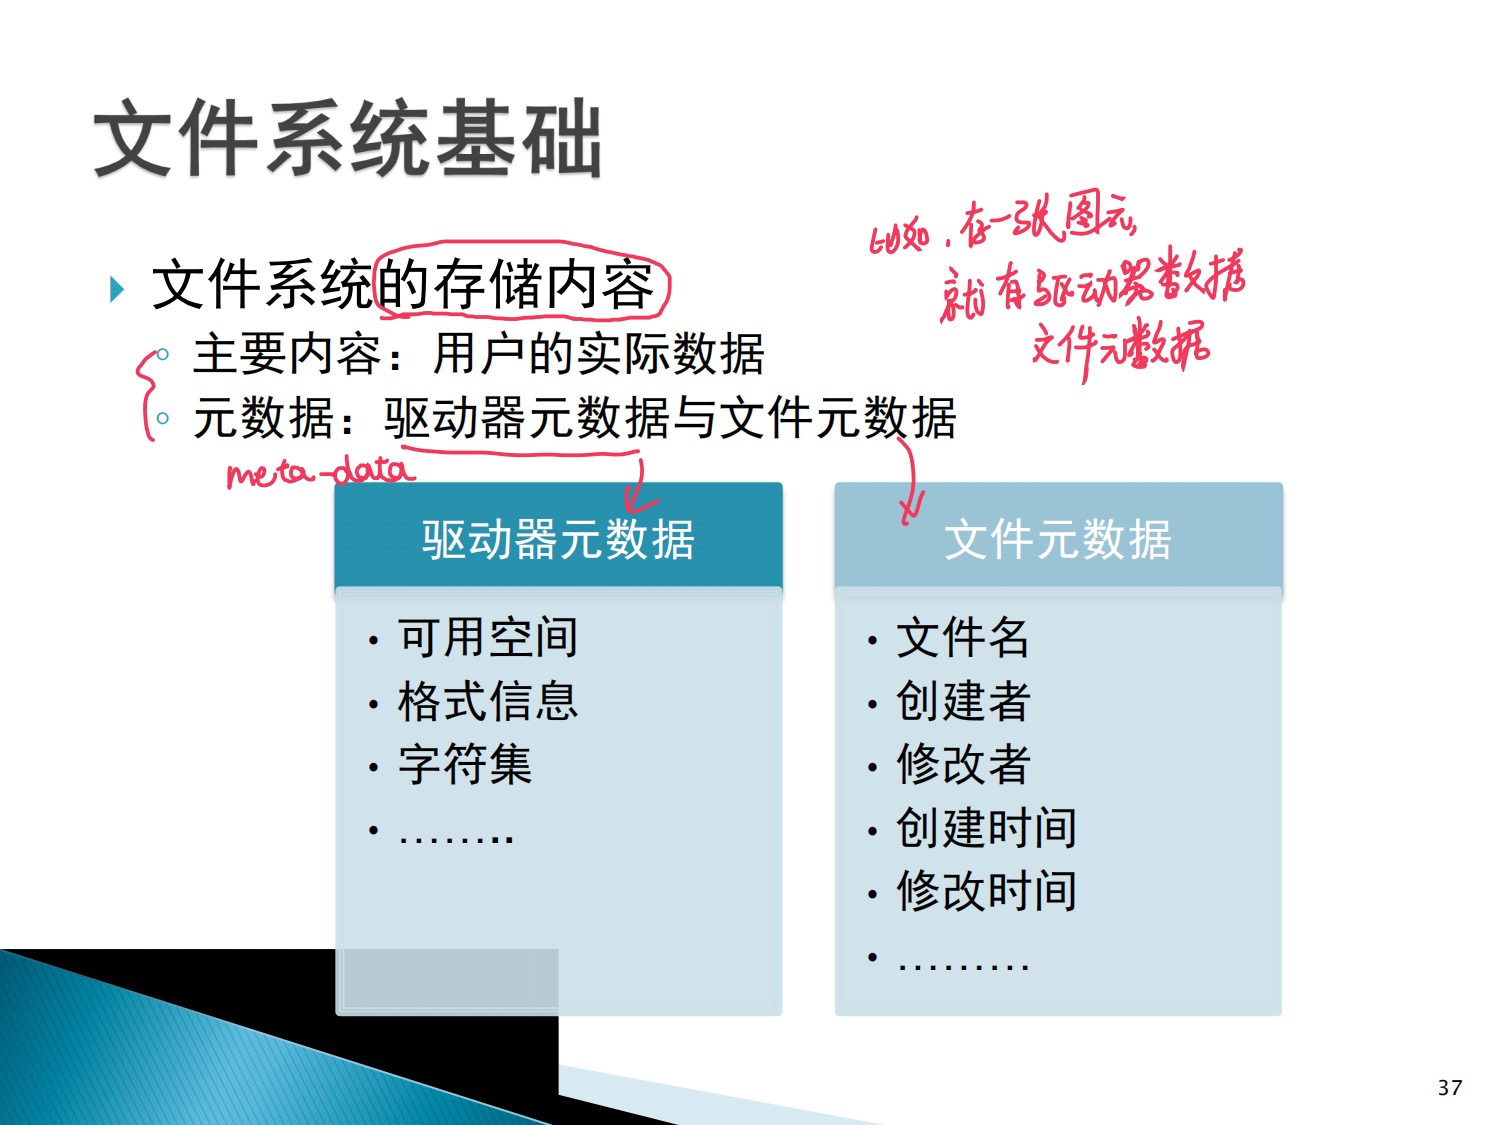 文件系统基础
比如,存一张图片,
就有驱动器数据
文件元数据
文件系统的存储内容
主要内容：用户的实际数据
元数据：驱动器元数据与文件元数据
meta-data
驱动器元数据
• 可用空间
• 格式信息
• 字符集
• ……..
文件元数据
• 文件名
• 创建者
• 修改者
• 创建时间
• 修改时间
• ………
37